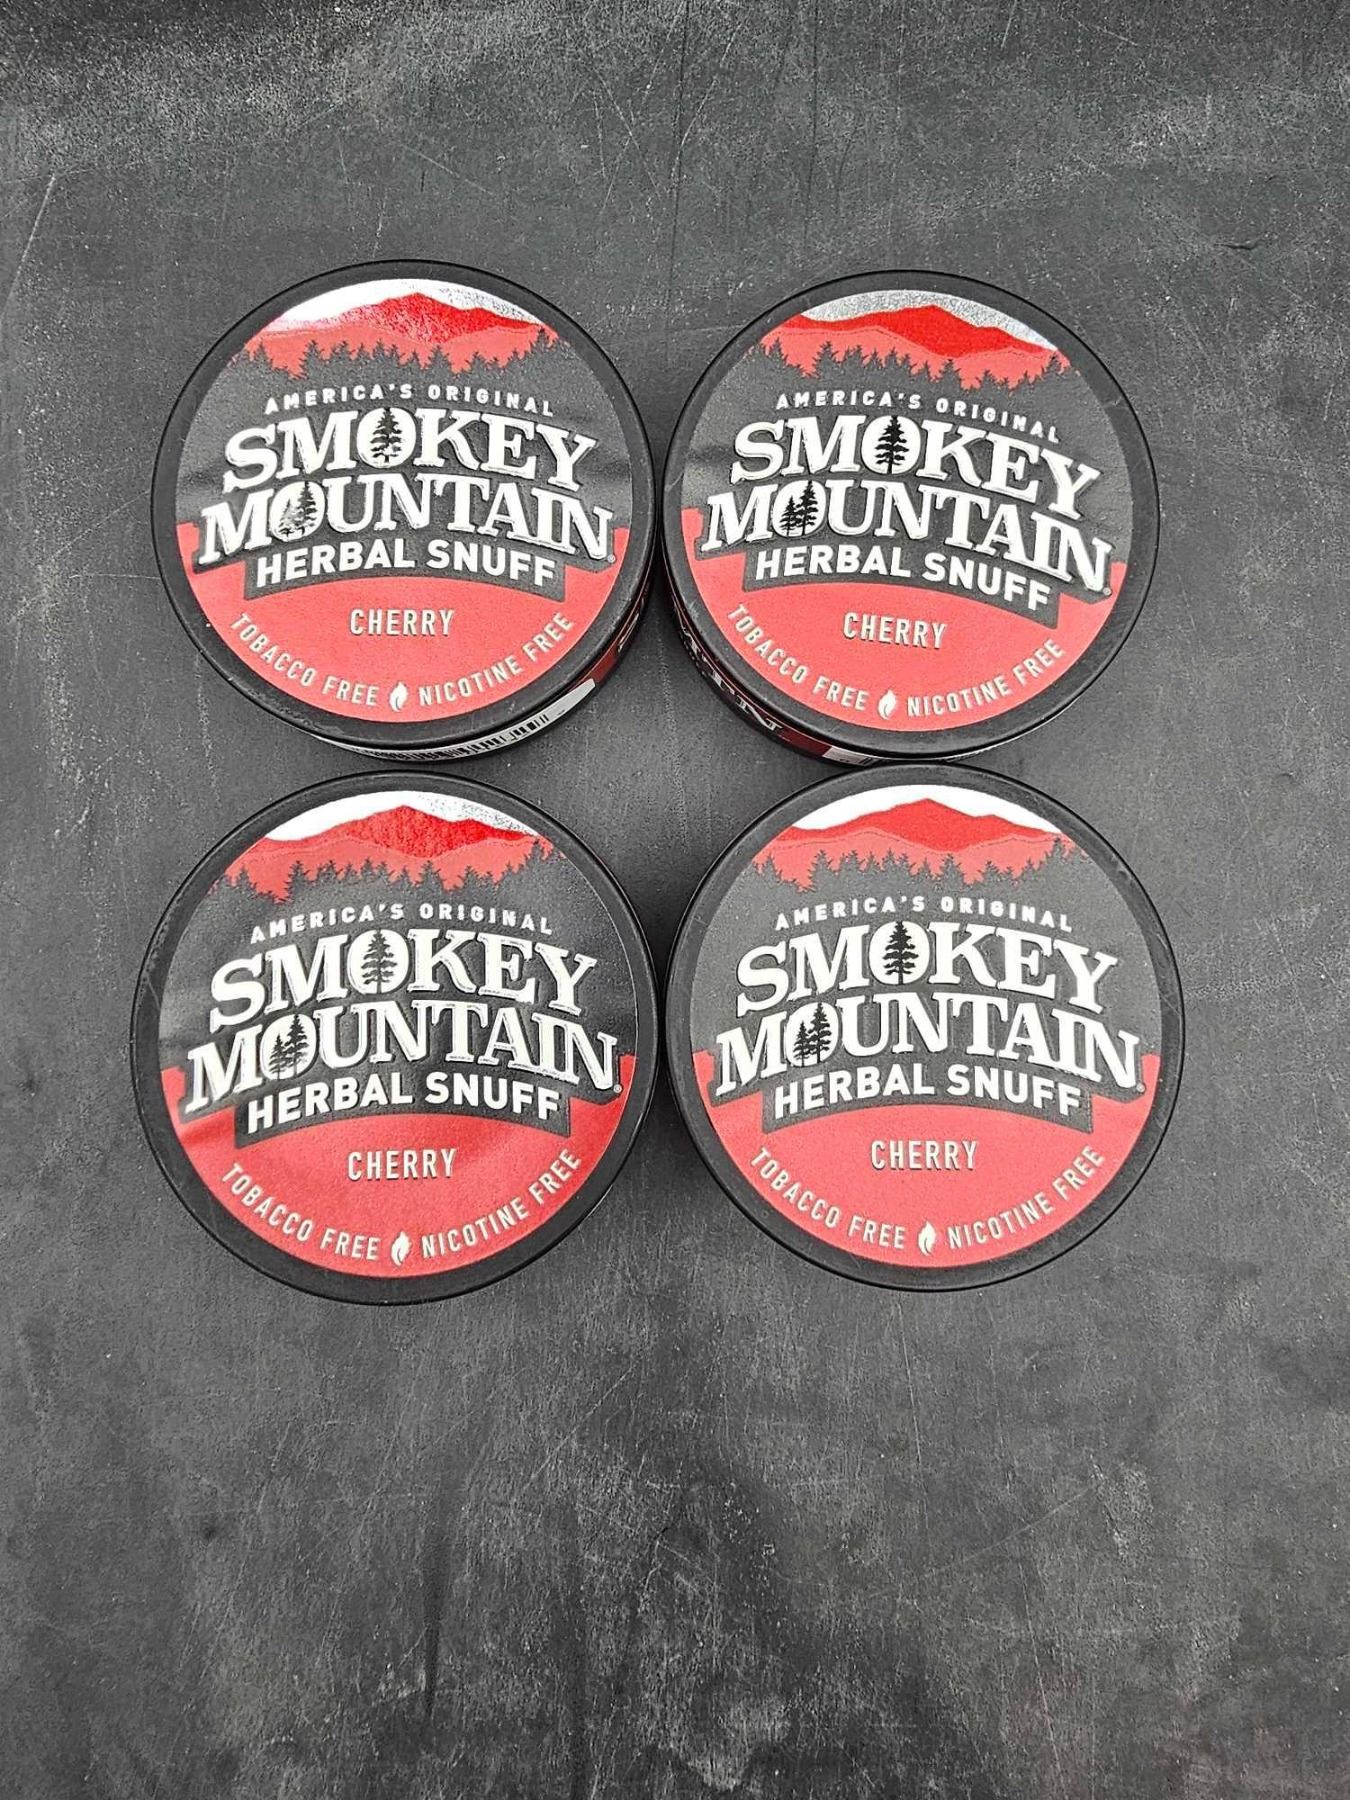 AMERICA'S ORIGINAL
SMOKEY
MOUNTAIN®
HERBAL SNUFF
CHERRY
TOBACCO FREE NICOTINE FREE
AMERICA'S ORIGINAL
SMOKEY
MOUNTAIN®
HERBAL SNUFF
CHERRY
TOBACCO FREE NICOTINE FREE
AMERICA'S ORIGINAL
SMOKEY
MOUNTAIN®
HERBAL SNUFF
CHERRY
TOBACCO FREE NICOTINE FREE
AMERICA'S ORIGINAL
SMOKEY
MOUNTAIN®
HERBAL SNUFF
CHERRY
TOBACCO FREE NICOTINE FREE